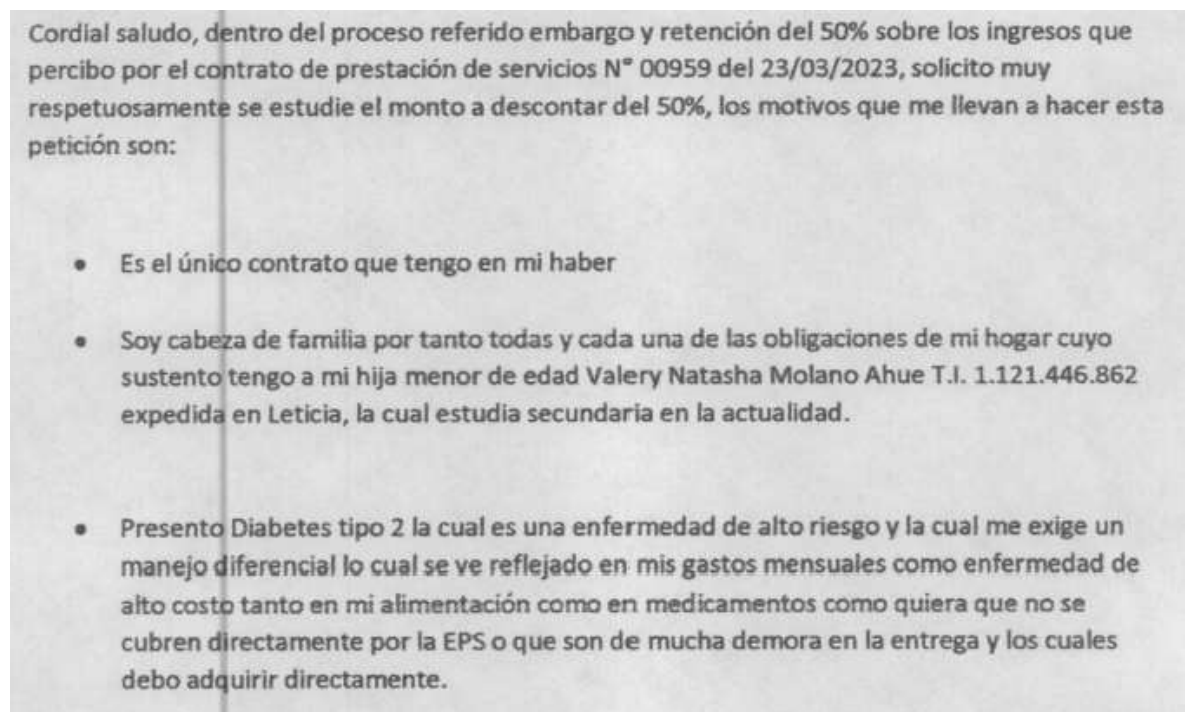 Cordial saludo, dentro del proceso referido embargo y retención del 50% sobre los ingresos que
percibo por el contrato de prestación de servicios N° 00959 del 23/03/2023, solicito muy
respetuosamente se estudie el monto a descontar del 50%, los motivos que me llevan a hacer esta
petición son:
• Es el único contrato que tengo en mi haber
• Soy cabeza de familia por tanto todas y cada una de las obligaciones de mi hogar cuyo
sustento tengo a mi hija menor de edad Valery Natasha Molano Ahue T.I. 1.121.446.862
expedida en Leticia, la cual estudia secundaria en la actualidad.
• Presento Diabetes tipo 2 la cual es una enfermedad de alto riesgo y la cual me exige un
manejo diferencial lo cual se ve reflejado en mis gastos mensuales como enfermedad de
alto costo tanto en mi alimentación como en medicamentos como quiera que no se
cubren directamente por la EPS o que son de mucha demora en la entrega y los cuales
debo adquirir directamente.